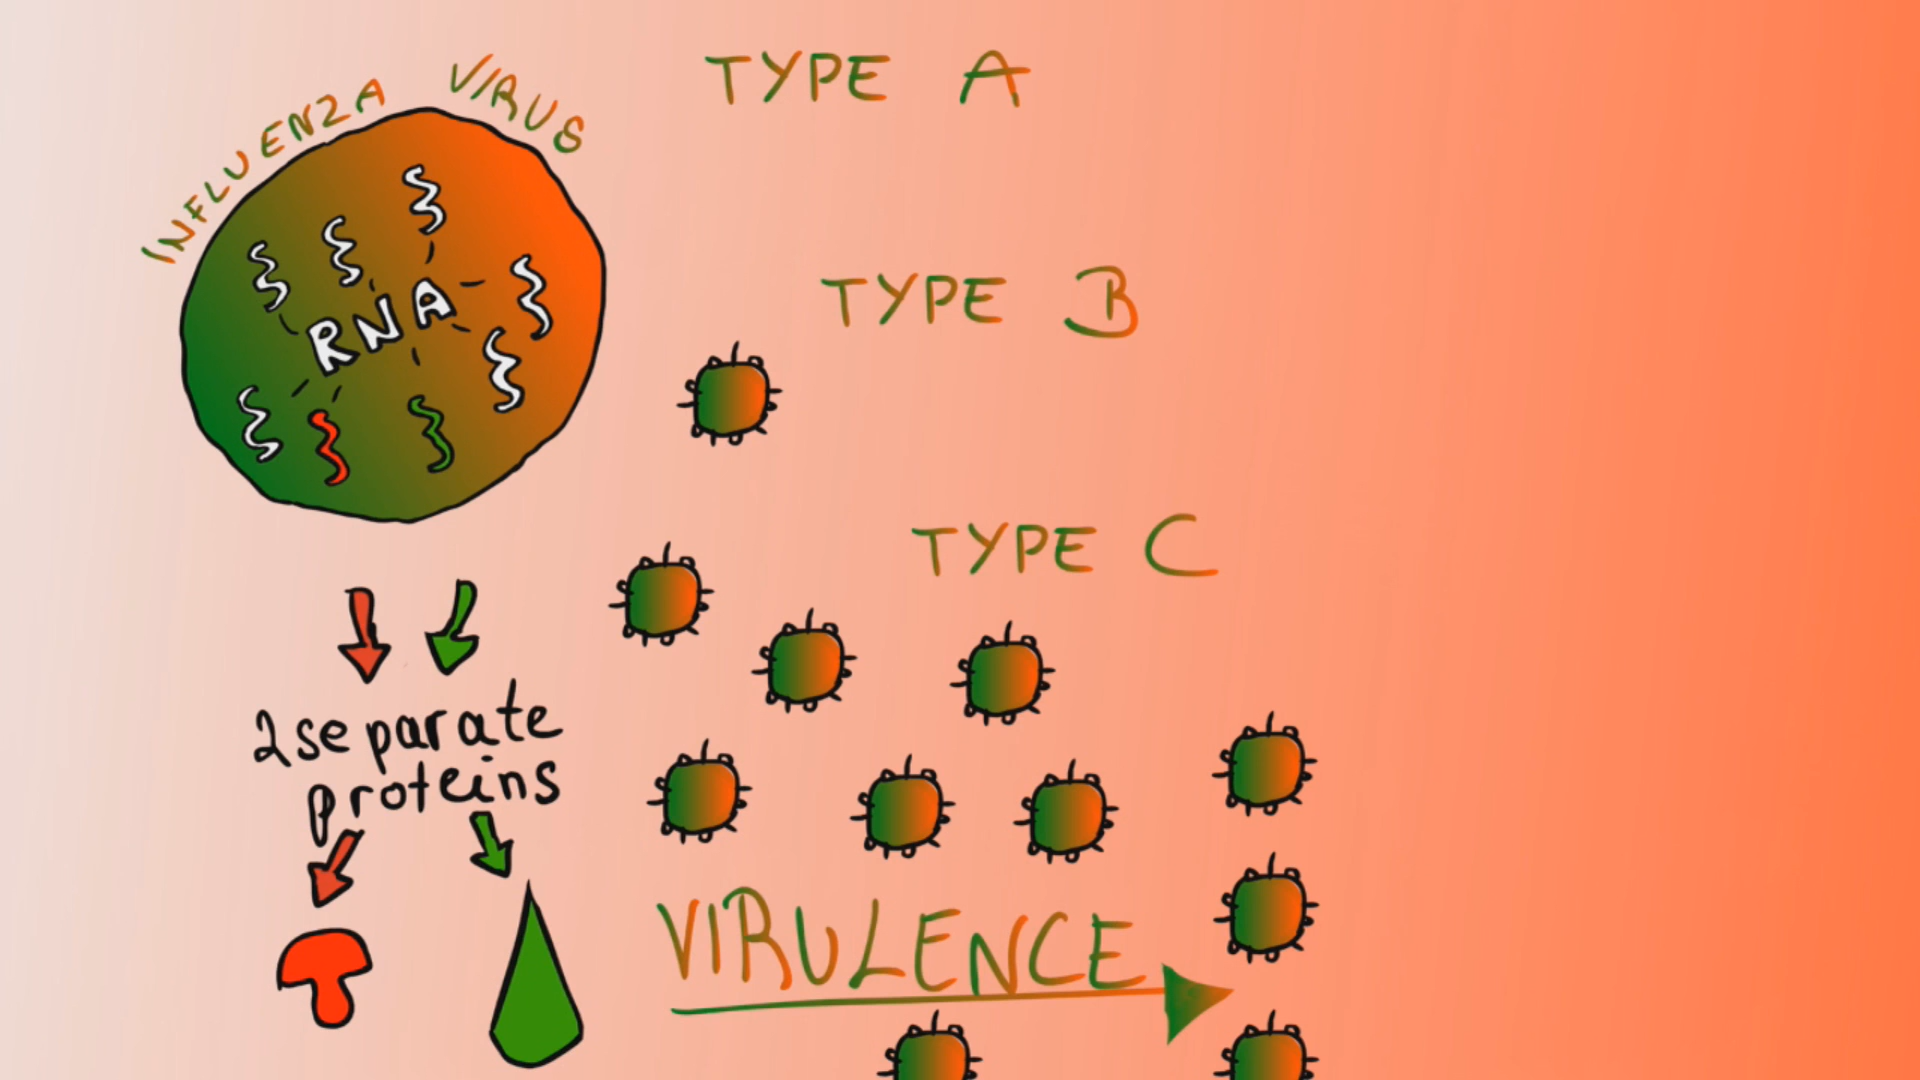 INFLUENZA VIRUS
RNA
2 separate
proteins
TYPE A
TYPE B
TYPE C
VIRULENCE